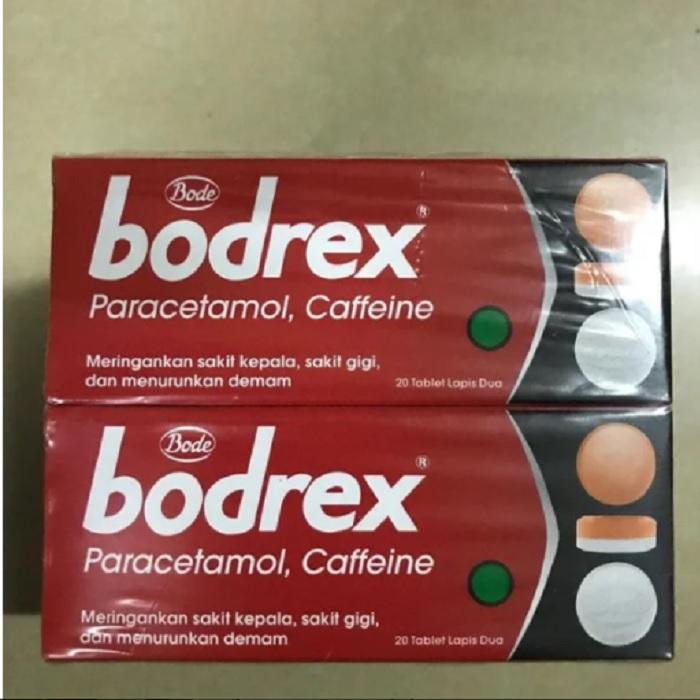 Bode
bodrex®
Paracetamol, Caffeine
Meringankan sakit kepala, sakit gigi,
dan menurunkan demam
20 Tablet Lapis Dua
Bode
bodrex®
Paracetamol, Caffeine
Meringankan sakit kepala, sakit gigi,
dan menurunkan demam
20 Tablet Lapis Dua